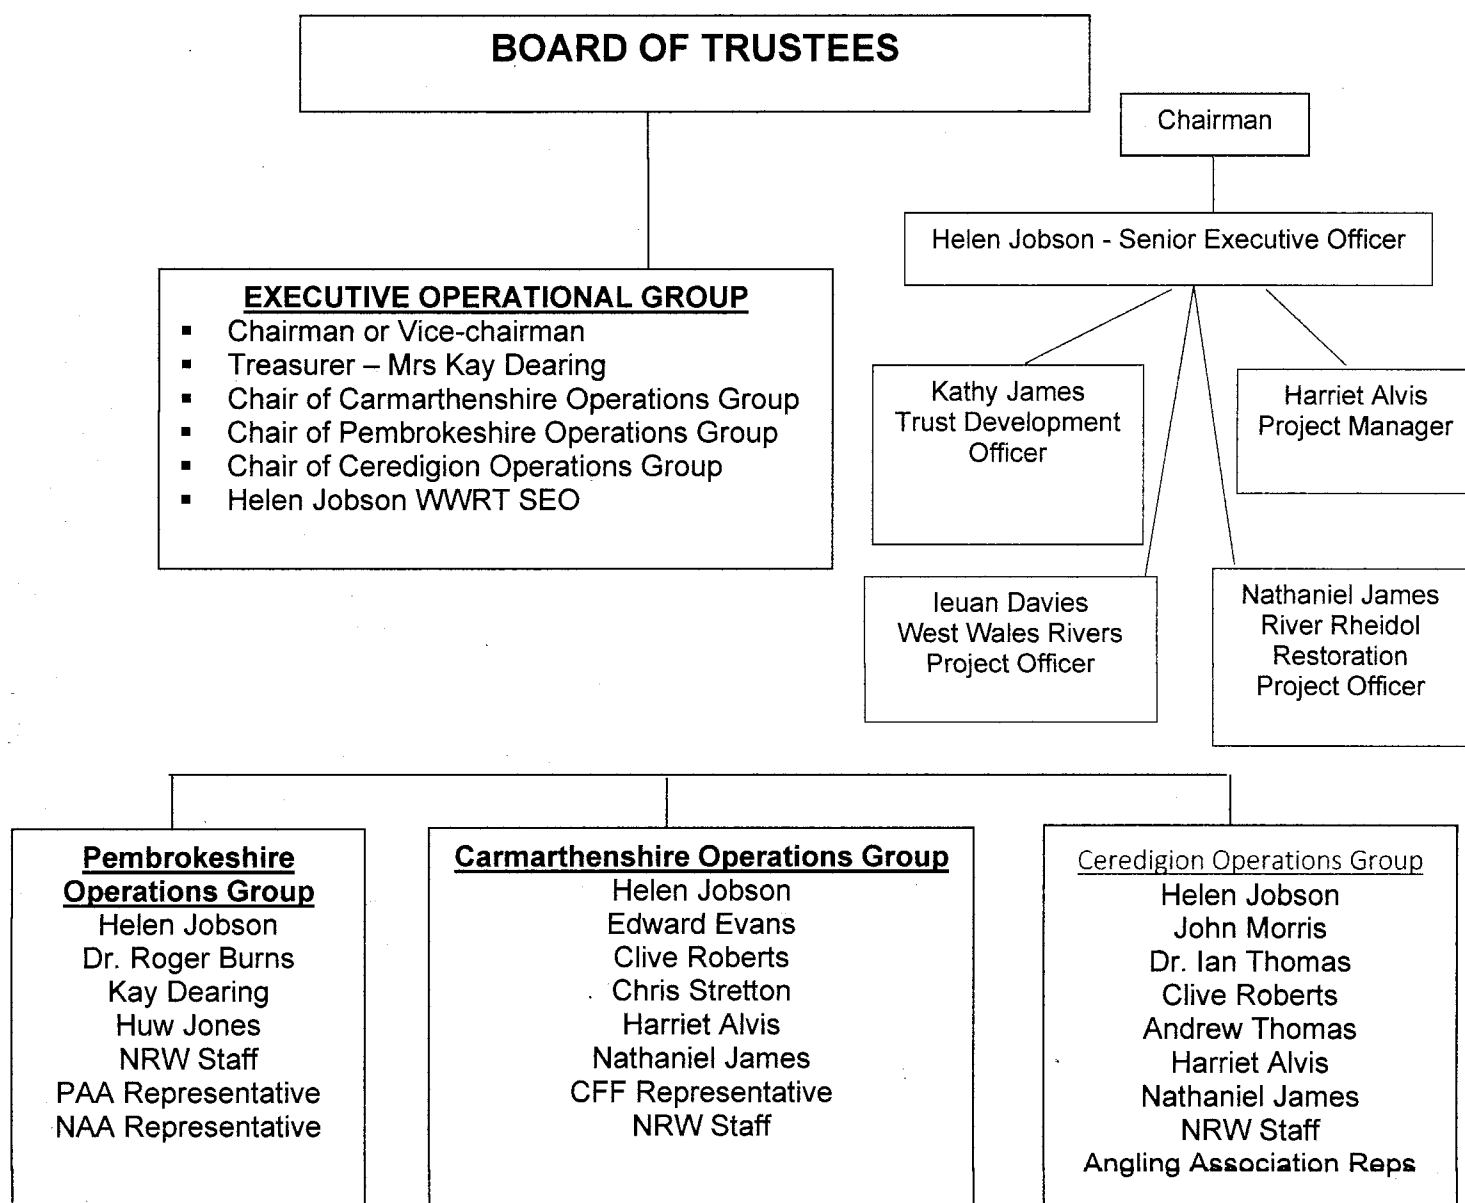 BOARD OF TRUSTEES
Chairman
Helen Jobson - Senior Executive Officer
EXECUTIVE OPERATIONAL GROUP
▪ Chairman or Vice-chairman
▪ Treasurer – Mrs Kay Dearing
▪ Chair of Carmarthenshire Operations Group
▪ Chair of Pembrokeshire Operations Group
▪ Chair of Ceredigion Operations Group
▪ Helen Jobson WWRT SEO
Kathy James
Trust Development
Officer
Harriet Alvis
Project Manager
Ieuan Davies
West Wales Rivers
Project Officer
Nathaniel James
River Rheidol
Restoration
Project Officer
Pembrokeshire
Operations Group
Helen Jobson
Dr. Roger Burns
Kay Dearing
Huw Jones
NRW Staff
PAA Representative
NAA Representative
Carmarthenshire Operations Group
Helen Jobson
Edward Evans
Clive Roberts
Chris Stretton
Harriet Alvis
Nathaniel James
CFF Representative
NRW Staff
Ceredigion Operations Group
Helen Jobson
John Morris
Dr. Ian Thomas
Clive Roberts
Andrew Thomas
Harriet Alvis
Nathaniel James
NRW Staff
Angling Association Reps